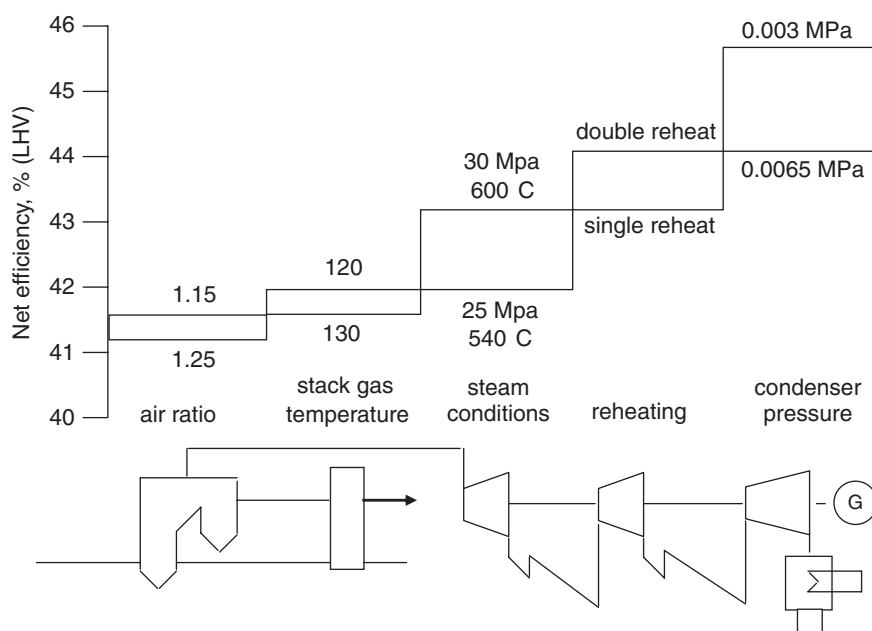 46
45
44
43
42
41
40
Net efficiency, % (LHV)
0.003 MPa
double reheat
0.0065 MPa
30 Mpa
600 C
single reheat
120
1.15
130
25 Mpa
540 C
1.25
air ratio
stack gas
temperature
steam
conditions
reheating
condenser
pressure
G